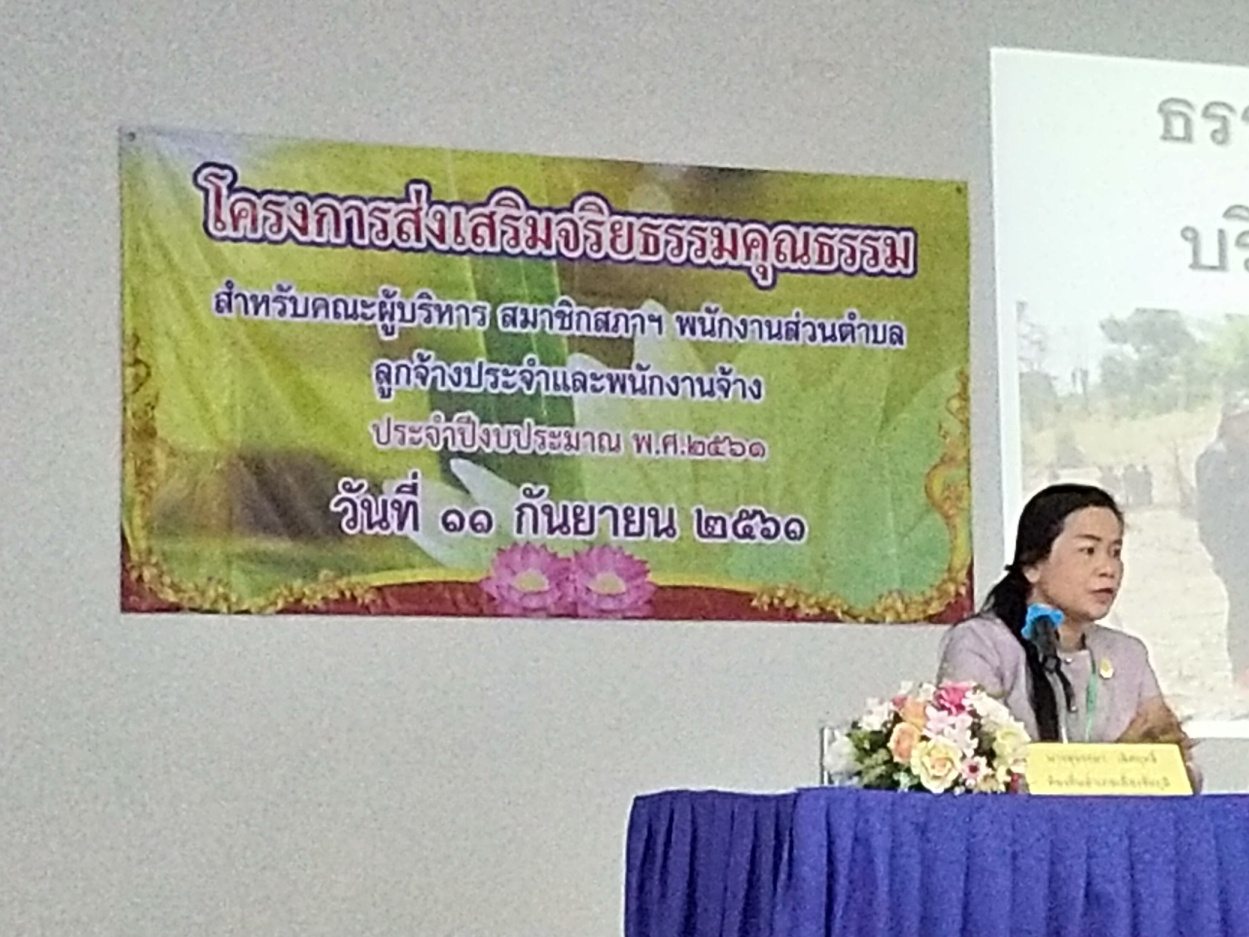 โครงการส่งเสริมจริยธรรมคุณธรรม
สำหรับคณะผู้บริหาร สมาชิกสภาฯ พนักงานส่วนตำบล
ลูกจ้างประจำและพนักงานจ้าง
ประจำปีงบประมาณ พ.ศ.๒๕๖๑
วันที่ ๑๑ กันยายน ๒๕๖๑